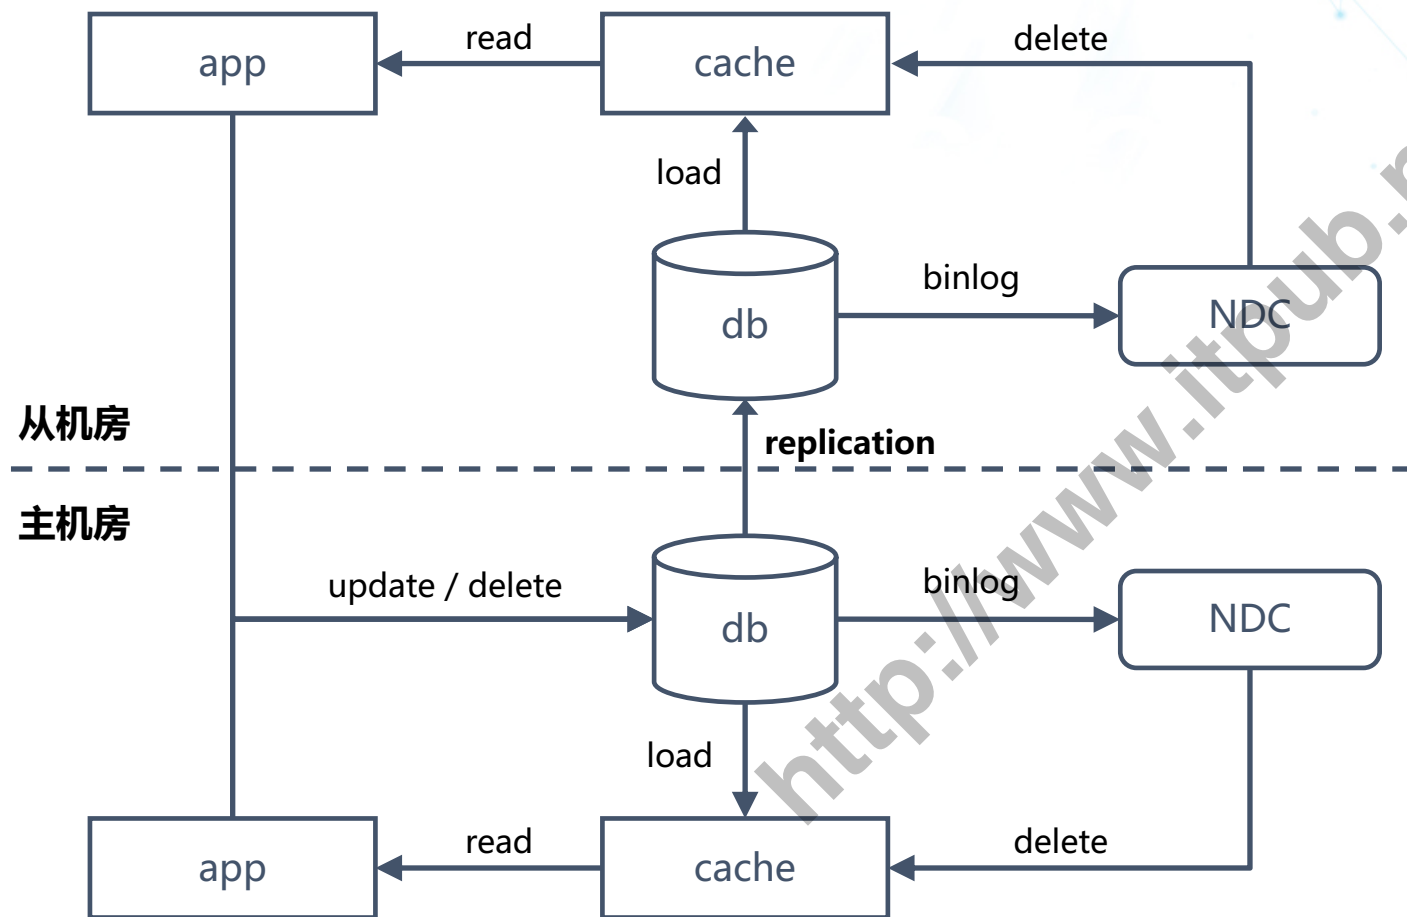 app
read
cache
delete
load
db
binlog
NDC
从机房
replication
主机房
update / delete
db
binlog
NDC
load
app
read
cache
delete
http://www.itpub.